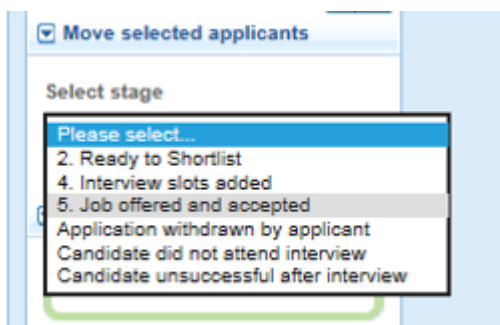 Move selected applicants
Select stage
Please select...
2. Ready to Shortlist
4. Interview slots added
5. Job offered and accepted
Application withdrawn by applicant
Candidate did not attend interview
Candidate unsuccessful after interview